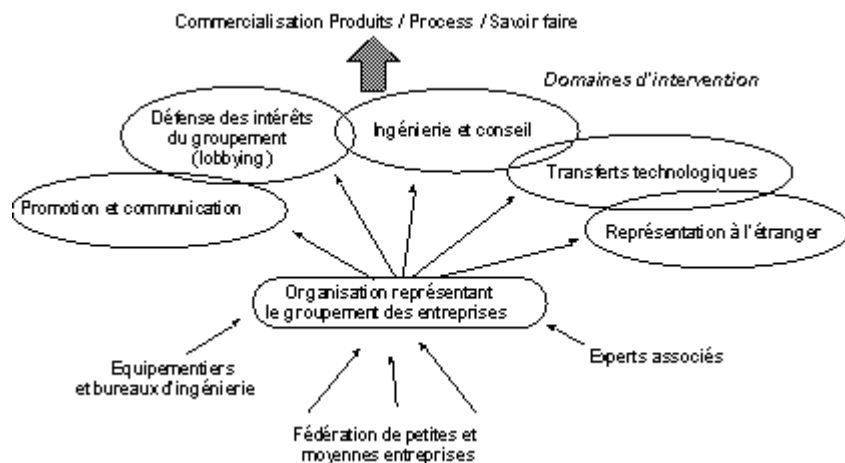 Commercialisation Produits / Process / Savoir faire
Domaines d'intervention
Défense des intérêts
du groupement
(lobbying)
Ingénierie et conseil
Transferts technologiques
Promotion et communication
Représentation à l'étranger
Organisation représentant
le groupement des entreprises
Equipementiers
et bureaux d'ingénierie
Experts associés
Fédération de petites et
moyennes entreprises